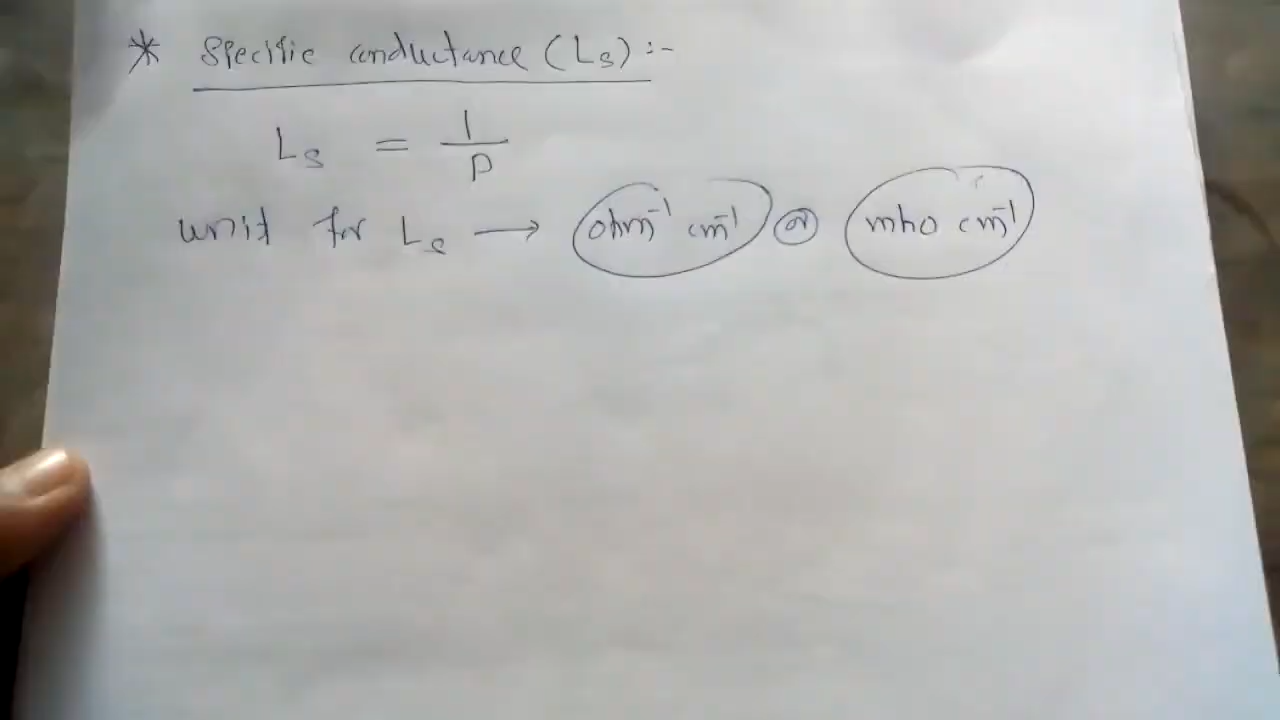 * Specific conductance (Ls) :-
Ls = 1/ρ
unit for Ls → ohm⁻¹ cm⁻¹ or mho cm⁻¹